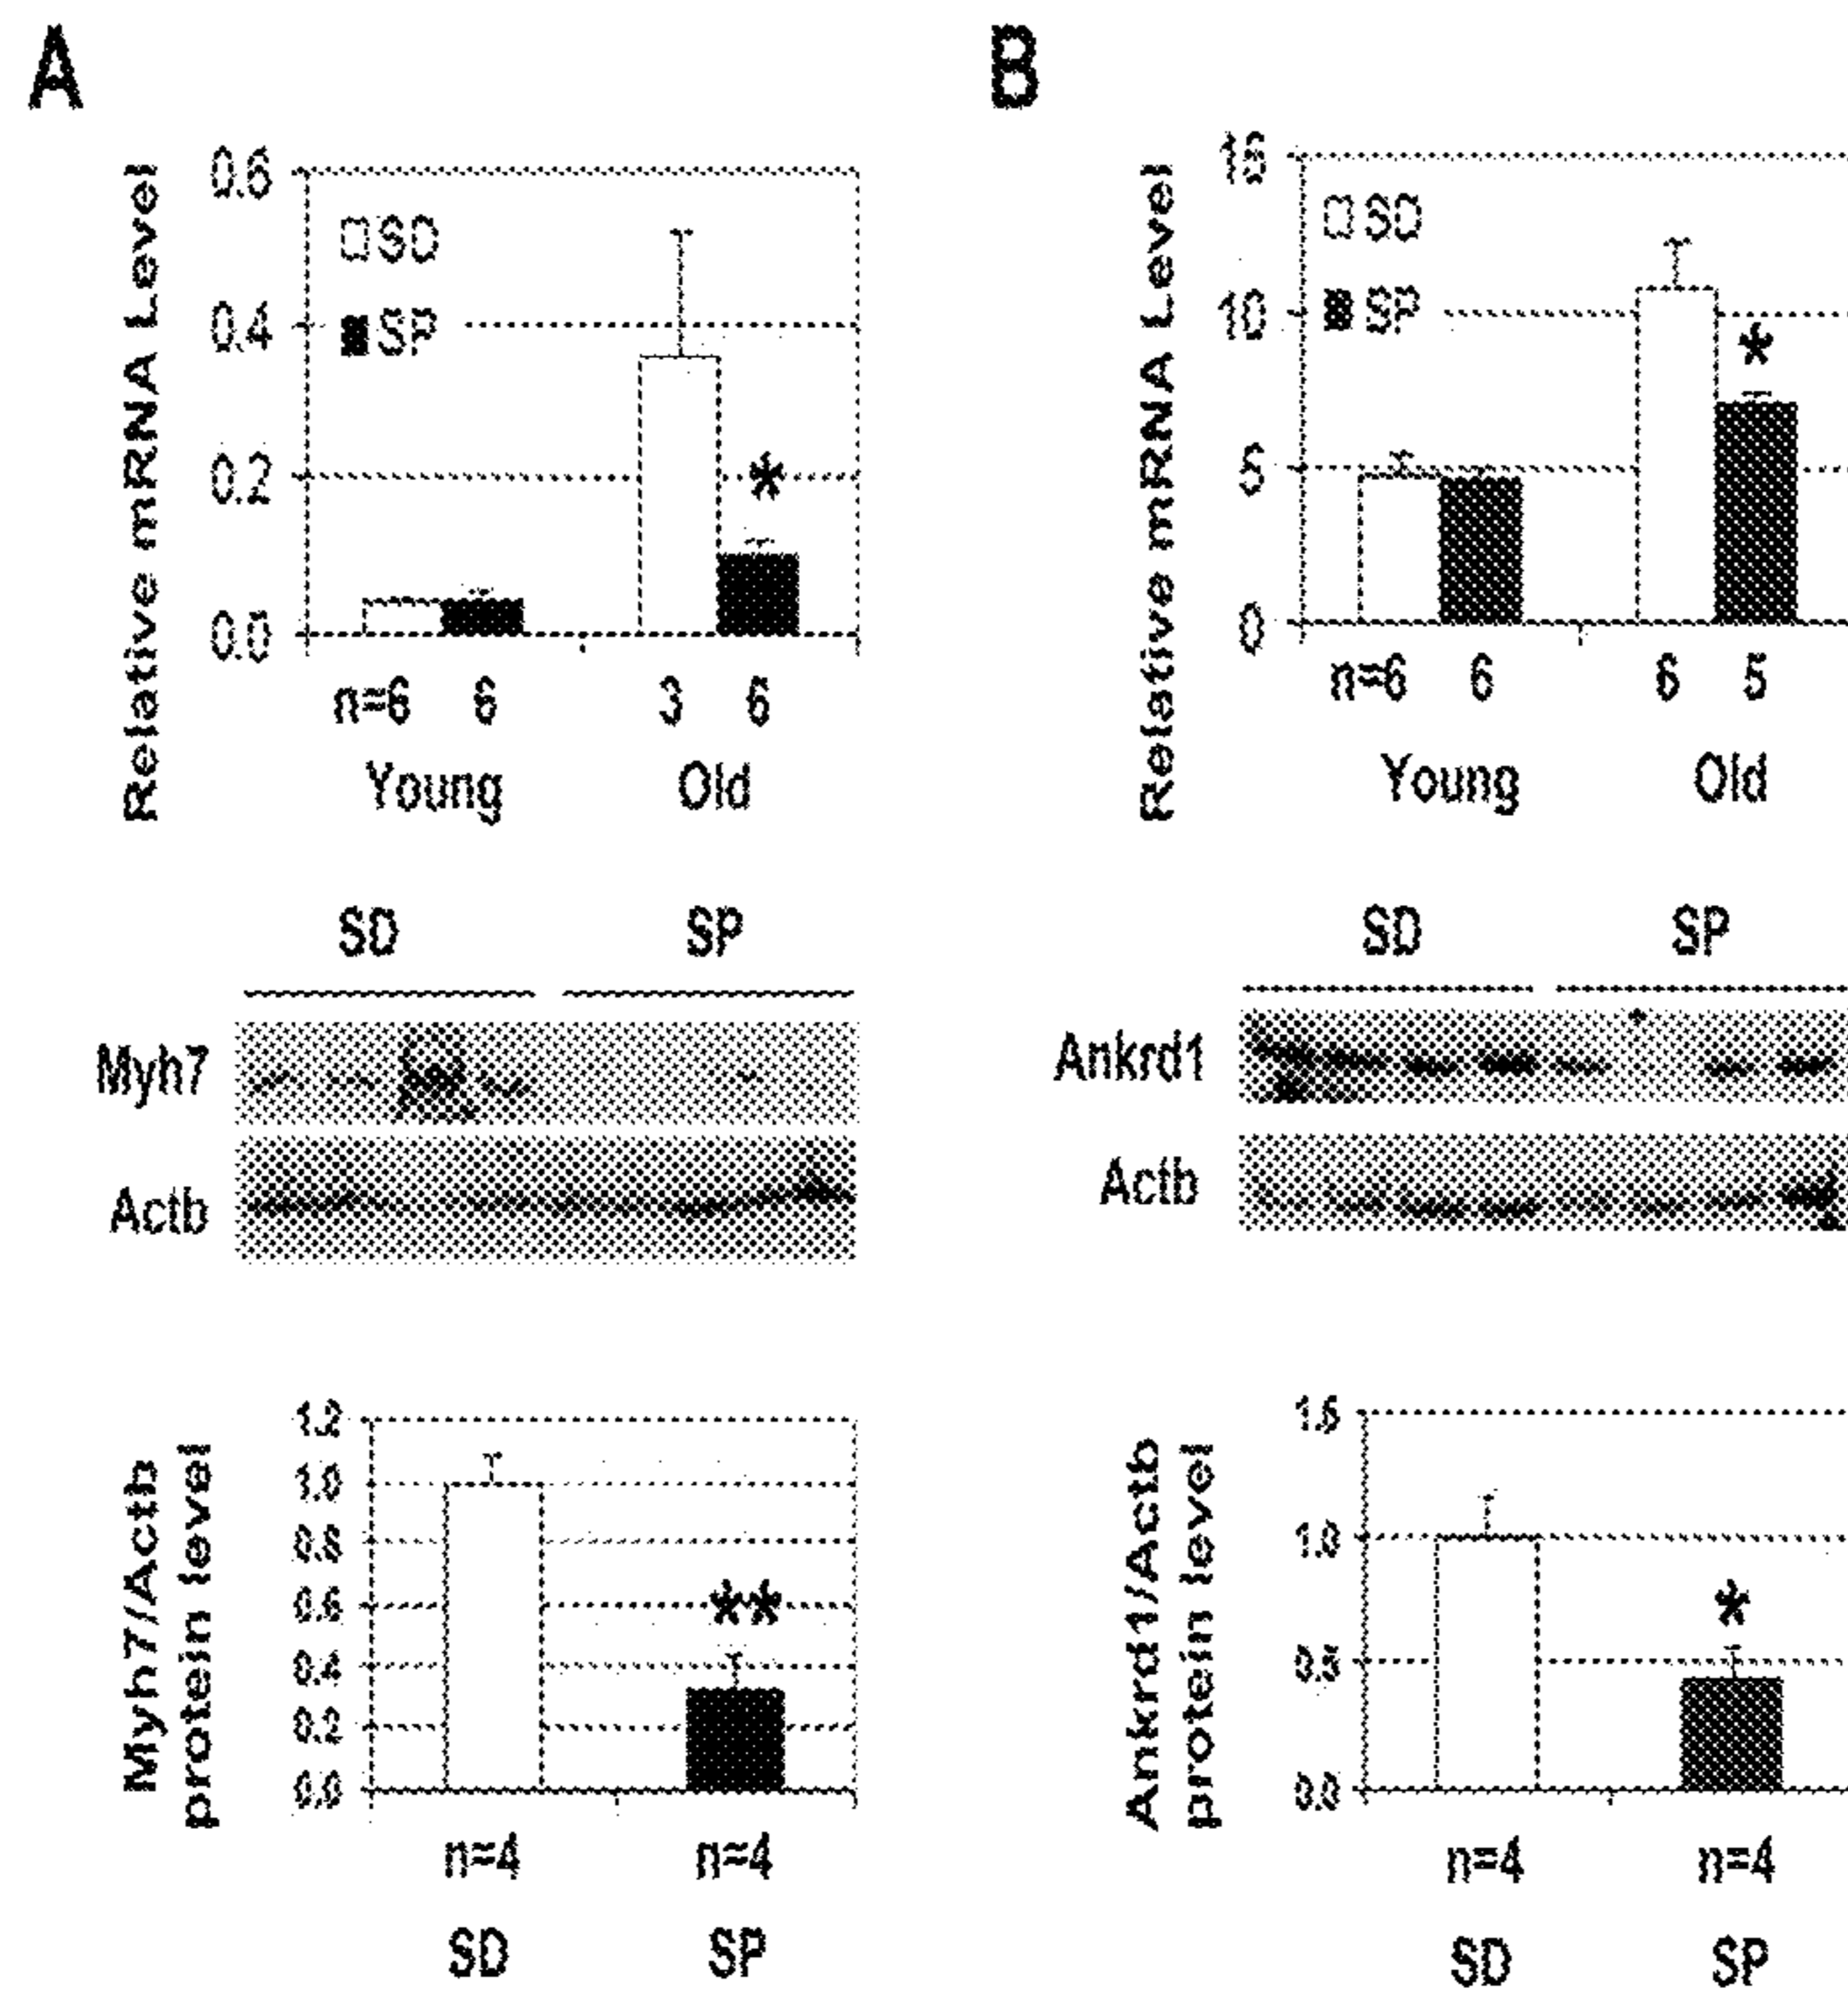 A
Relative mRNA Level
0.6
0.4
0.2
0.0
SD
SP
*
n=6 6 3 6
Young Old
SD SP
Myh7
Actb
Myh7/Actb
protein level
1.2
1.0
0.8
0.6
0.4
0.2
0.0
**
n=4 n=4
SD SP
B
Relative mRNA Level
15
10
5
0
SD
SP
*
n=6 6 6 5
Young Old
SD SP
Ankrd1
Actb
Ankrd1/Actb
protein level
1.5
1.0
0.5
0.0
*
n=4 n=4
SD SP